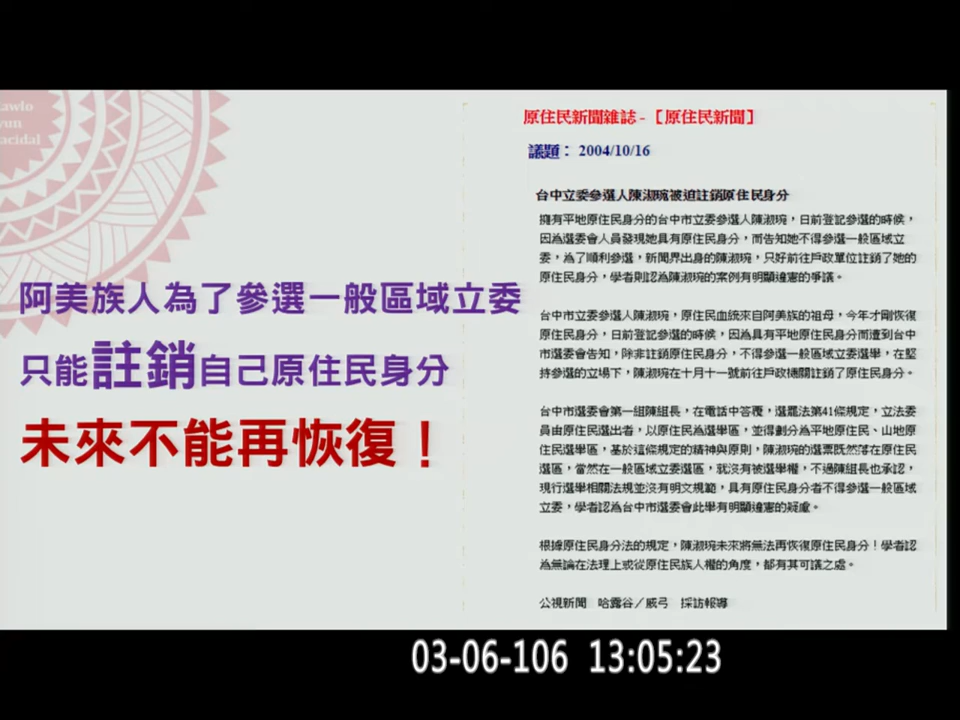 awlo
yun
acidal
阿美族人為了參選一般區域立委
只能註銷自己原住民身分
未來不能再恢復！
原住民新聞雜誌 -［原住民新聞］
議題： 2004/10/16
台中立委參選人陳淑琬被迫註銷原住民身分
擁有平地原住民身分的台中市立委參選人陳淑琬，日前登記參選的時候，
因為選委會人員發現她具有原住民身分，而告知她不得參選一般區域立
委，為了順利參選，新聞界出身的陳淑琬，只好前往戶政單位註銷了她的
原住民身分，學者則認為陳淑琬的案例有明顯違憲的爭議。
台中市立委參選人陳淑琬，原住民血統來自阿美族的祖母，今年才剛恢復
原住民身分，日前登記參選的時候，因為具有平地原住民身分而遭到台中
市選委會告知，除非註銷原住民身分，不得參選一般區域立委選舉，在堅
持參選的立場下，陳淑琬在十月十一號前往戶政機關註銷了原住民身分。
台中市選委會第一組陳組長，在電話中答覆，選罷法第41條規定，立法委
員由原住民選出者，以原住民為選舉區，並得劃分為平地原住民、山地原
住民選舉區，基於這條規定的精神與原則，陳淑琬的選票既然落在原住民
選區，當然在一般區域立委選區，就沒有被選舉權，不過陳組長也承認，
現行選舉相關法規並沒有明文規範，具有原住民身分者不得參選一般區域
立委，學者認為台中市選委會此舉有明顯違憲的疑慮。
根據原住民身分法的規定，陳淑琬未來將無法再恢復原住民身分！學者認
為無論在法理上或從原住民族人權的角度，都有其可議之處。
公視新聞　哈露谷／威弓　採訪報導
03-06-106 13:05:23